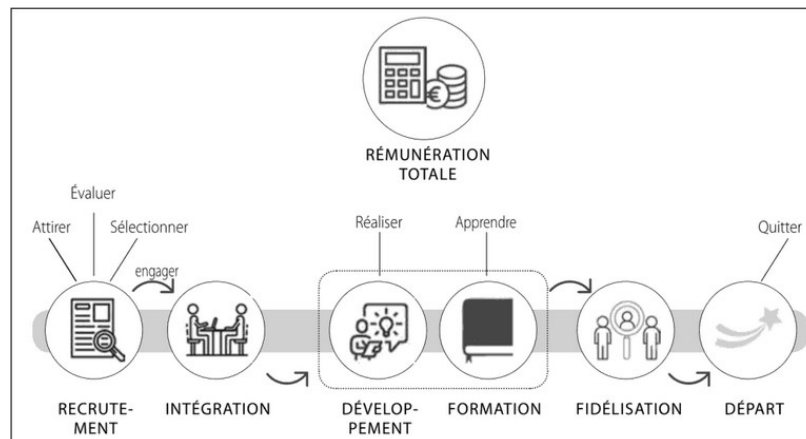 RÉMUNÉRATION
TOTALE
Évaluer
Attirer
Sélectionner
engager
Réaliser
Apprendre
Quitter
RECRUTE-
MENT
INTÉGRATION
DÉVELOP-
PEMENT
FORMATION
FIDÉLISATION
DÉPART